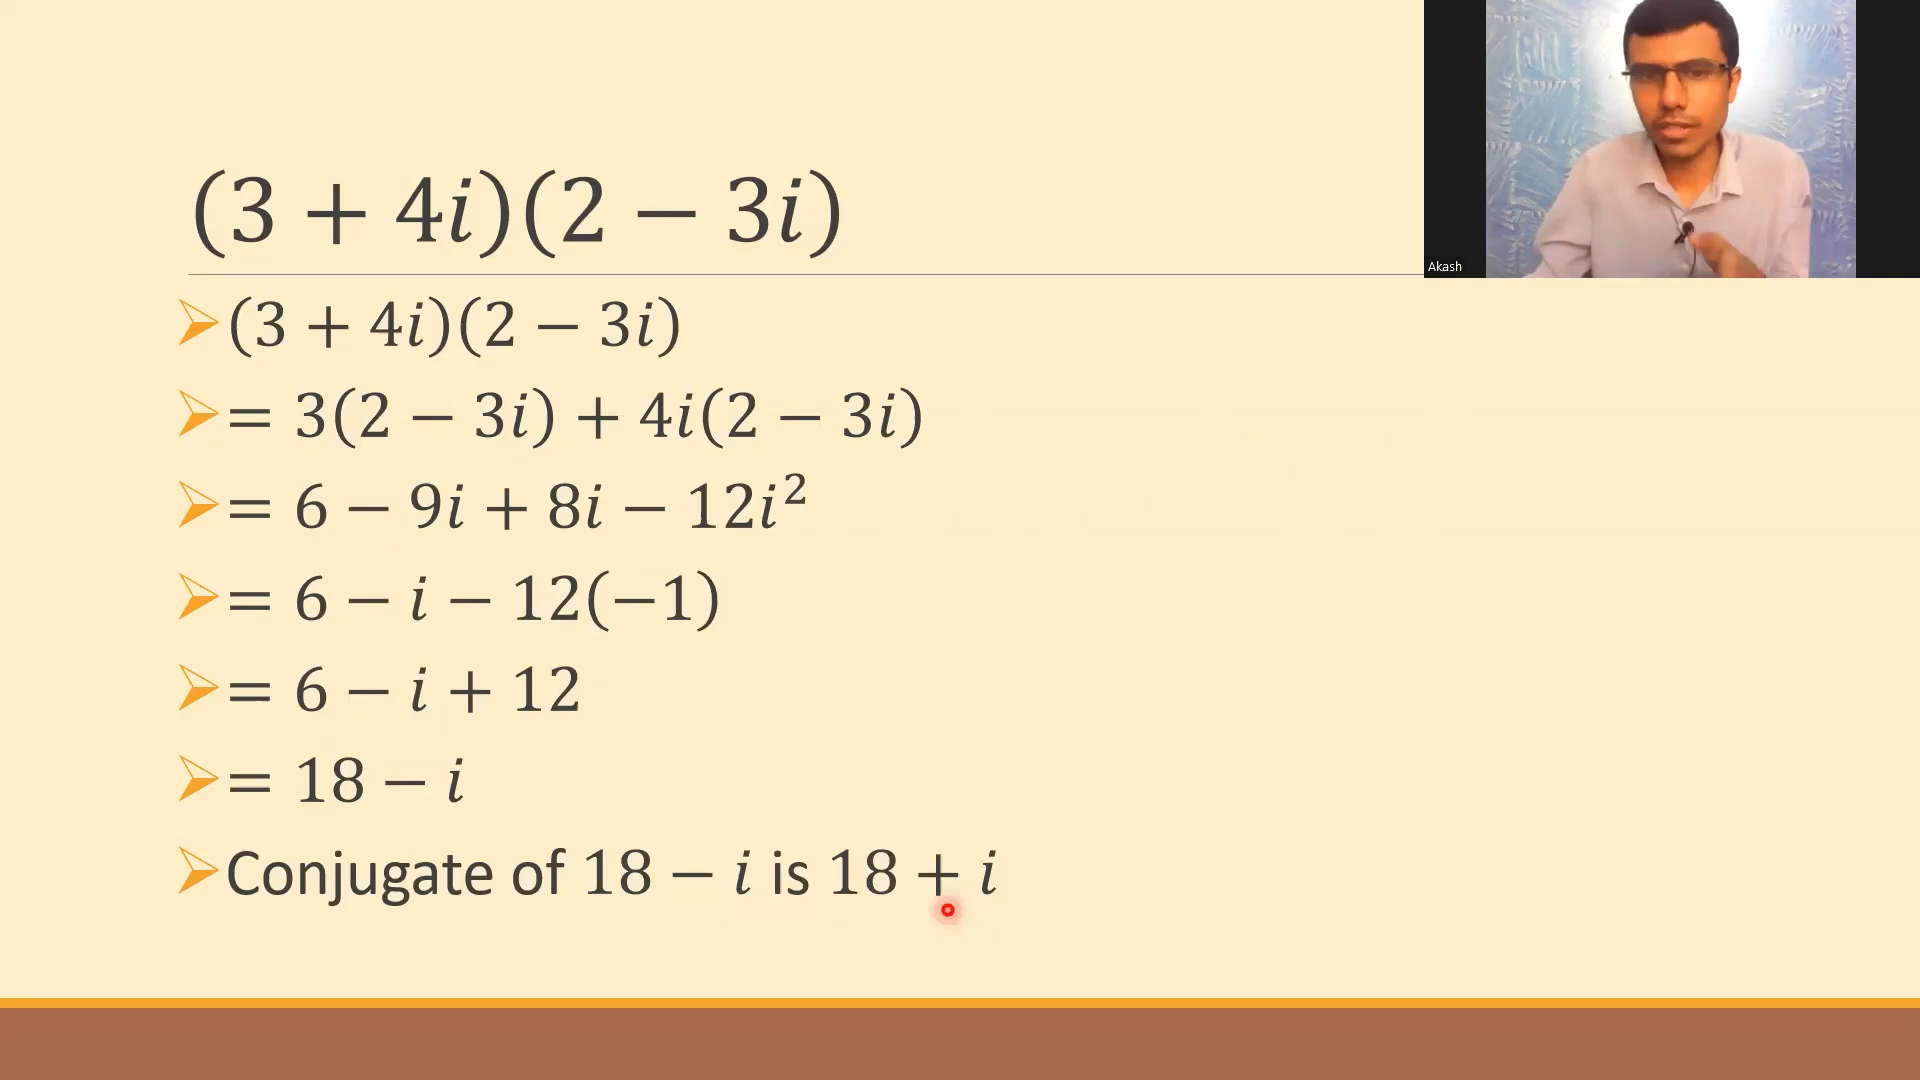 (3 + 4i)(2 − 3i)
Akash
(3 + 4i)(2 − 3i)
= 3(2 − 3i) + 4i(2 − 3i)
= 6 − 9i + 8i − 12i²
= 6 − i − 12(−1)
= 6 − i + 12
= 18 − i
Conjugate of 18 − i is 18 + i